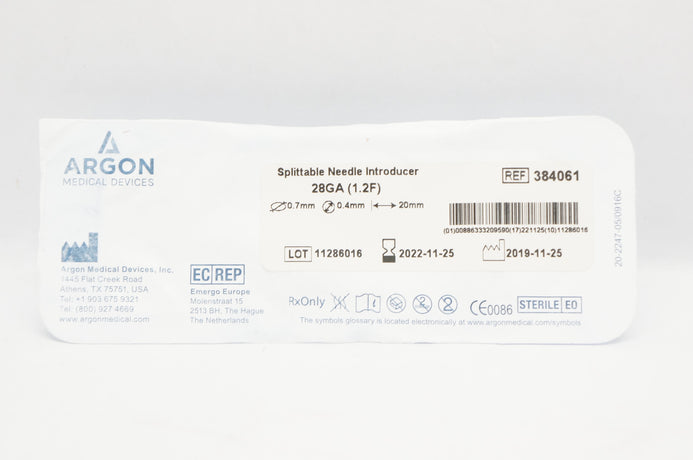 ARGON
MEDICAL DEVICES
Splittable Needle Introducer
28GA (1.2F)
REF 384061
0.7mm 0.4mm 20mm
(01)00886333209590(17)221125(10)11286016
LOT 11286016 2022-11-25 2019-11-25
Argon Medical Devices, Inc.
1445 Flat Creek Road
Athens, TX 75751, USA
Tel: +1 903 675 9321
Tel: (800) 927 4669
www.argonmedical.com
EC REP
Emergo Europe
Molenstraat 15
2513 BH, The Hague
The Netherlands
RxOnly i 2 CE0086 STERILE EO
The symbols glossary is located electronically at www.argonmedical.com/symbols
20-2247-05/0916C